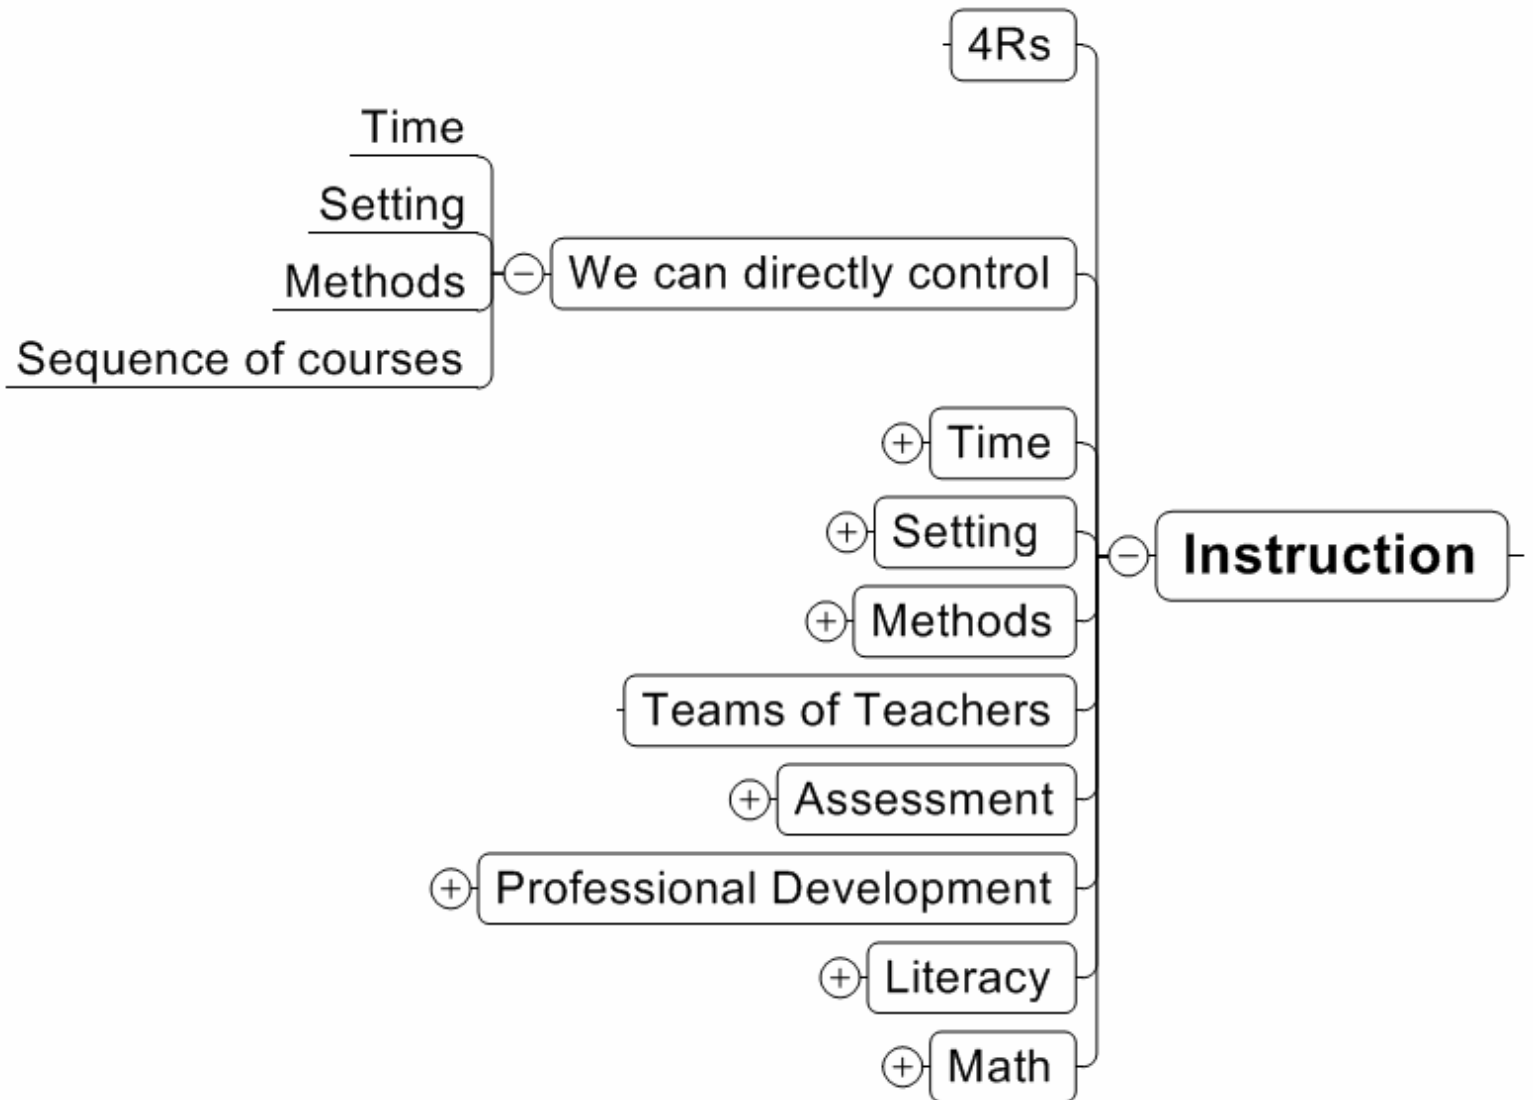 4Rs
Time
Setting
Methods
Sequence of courses
We can directly control
Time
Setting
Methods
Teams of Teachers
Assessment
Professional Development
Literacy
Math
Instruction